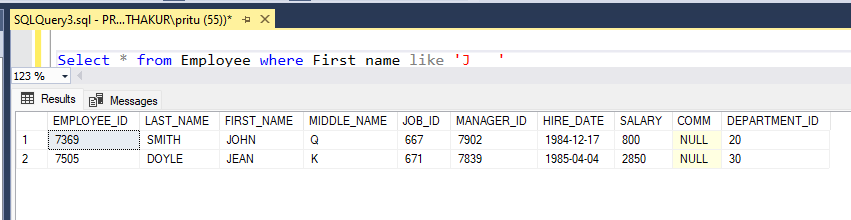 SQLQuery3.sql - PR...THAKUR\pritu (55))*
Select * from Employee where First name like 'J   '
123 %
Results Messages
EMPLOYEE_ID LAST_NAME FIRST_NAME MIDDLE_NAME JOB_ID MANAGER_ID HIRE_DATE SALARY COMM DEPARTMENT_ID
1 7369 SMITH JOHN Q 667 7902 1984-12-17 800 NULL 20
2 7505 DOYLE JEAN K 671 7839 1985-04-04 2850 NULL 30